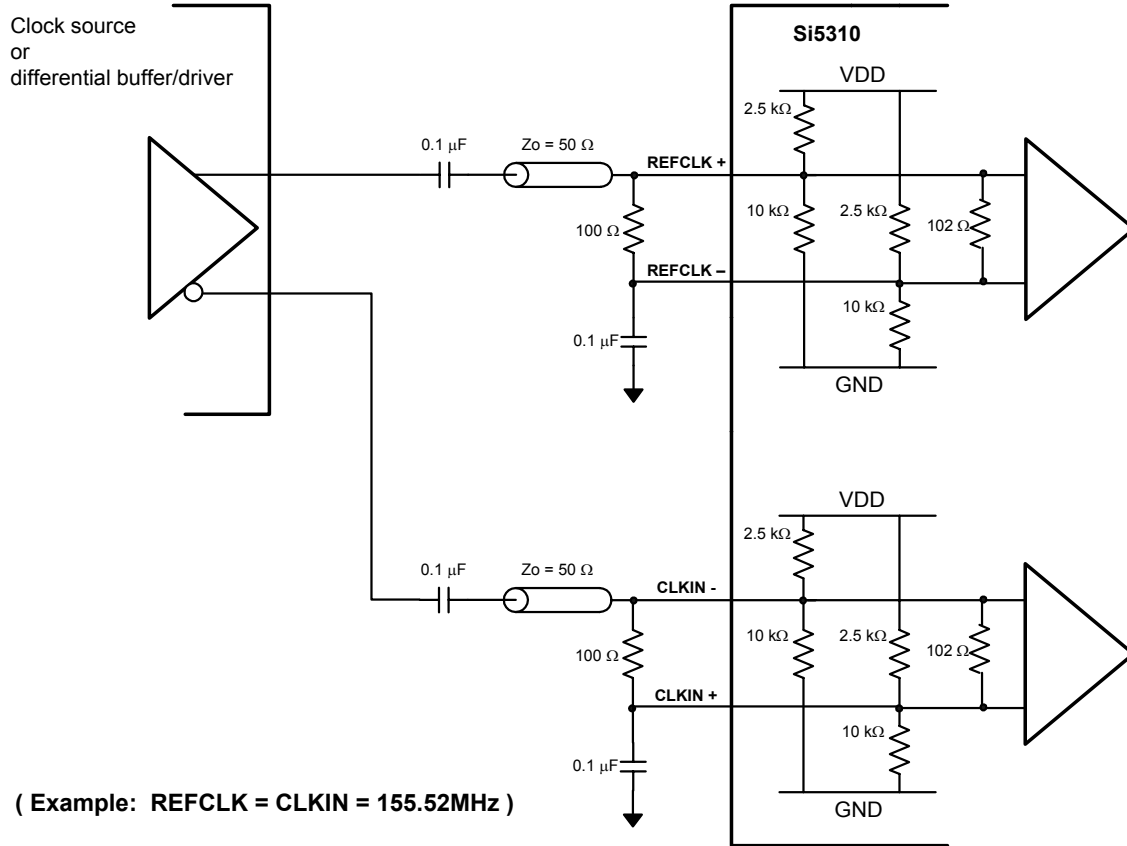 Clock source
or
differential buffer/driver
Si5310
VDD
2.5 kΩ
0.1 μF
Zo = 50 Ω
REFCLK +
100 Ω
10 kΩ
2.5 kΩ
102 Ω
REFCLK –
10 kΩ
0.1 μF
GND
VDD
2.5 kΩ
0.1 μF
Zo = 50 Ω
CLKIN -
100 Ω
10 kΩ
2.5 kΩ
102 Ω
CLKIN +
10 kΩ
0.1 μF
GND
( Example: REFCLK = CLKIN = 155.52MHz )